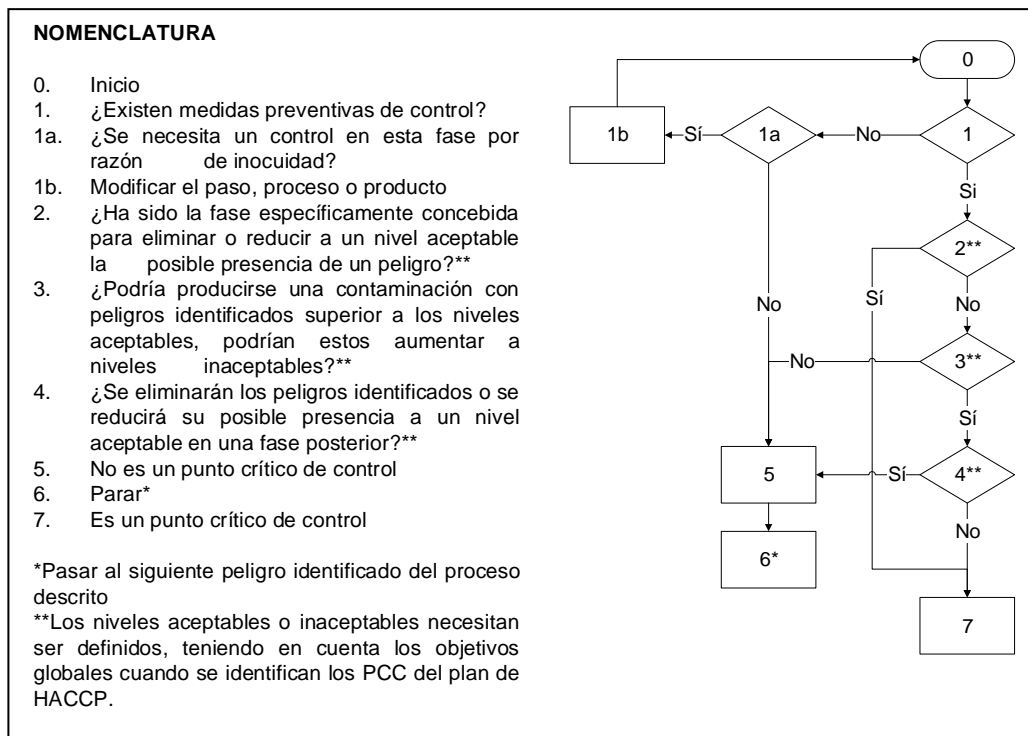 NOMENCLATURA
0. Inicio
1. ¿Existen medidas preventivas de control?
1a. ¿Se necesita un control en esta fase por
razón de inocuidad?
1b. Modificar el paso, proceso o producto
2. ¿Ha sido la fase específicamente concebida
para eliminar o reducir a un nivel aceptable
la posible presencia de un peligro?**
3. ¿Podría producirse una contaminación con
peligros identificados superior a los niveles
aceptables, podrían estos aumentar a
niveles inaceptables?**
4. ¿Se eliminarán los peligros identificados o se
reducirá su posible presencia a un nivel
aceptable en una fase posterior?**
5. No es un punto crítico de control
6. Parar*
7. Es un punto crítico de control
*Pasar al siguiente peligro identificado del proceso
descrito
**Los niveles aceptables o inaceptables necesitan
ser definidos, teniendo en cuenta los objetivos
globales cuando se identifican los PCC del plan de
HACCP.
0
1b Sí 1a No 1
Si
2**
Sí
No
No
No 3**
Sí
5 Sí 4**
No
6*
7